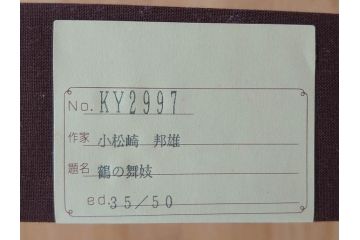 No. KY2997
作家 小松崎 邦雄
題名 鶴の舞妓
ed. 35/50